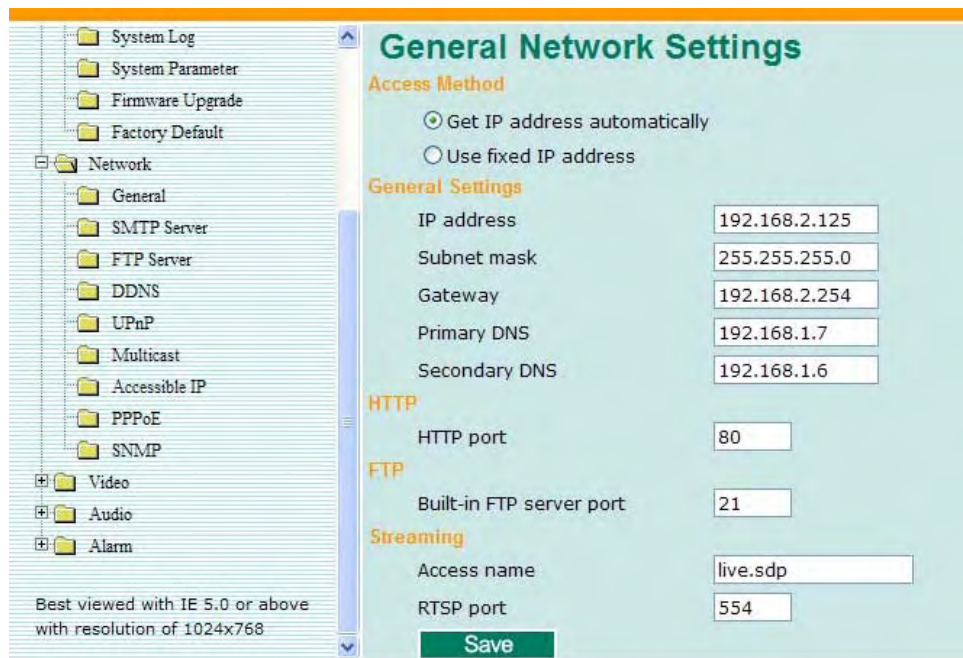 System Log
System Parameter
Firmware Upgrade
Factory Default
Network
General
SMTP Server
FTP Server
DDNS
UPnP
Multicast
Accessible IP
PPPoE
SNMP
Video
Audio
Alarm
Best viewed with IE 5.0 or above
with resolution of 1024x768
General Network Settings
Access Method
Get IP address automatically
Use fixed IP address
General Settings
IP address 192.168.2.125
Subnet mask 255.255.255.0
Gateway 192.168.2.254
Primary DNS 192.168.1.7
Secondary DNS 192.168.1.6
HTTP
HTTP port 80
FTP
Built-in FTP server port 21
Streaming
Access name live.sdp
RTSP port 554
Save